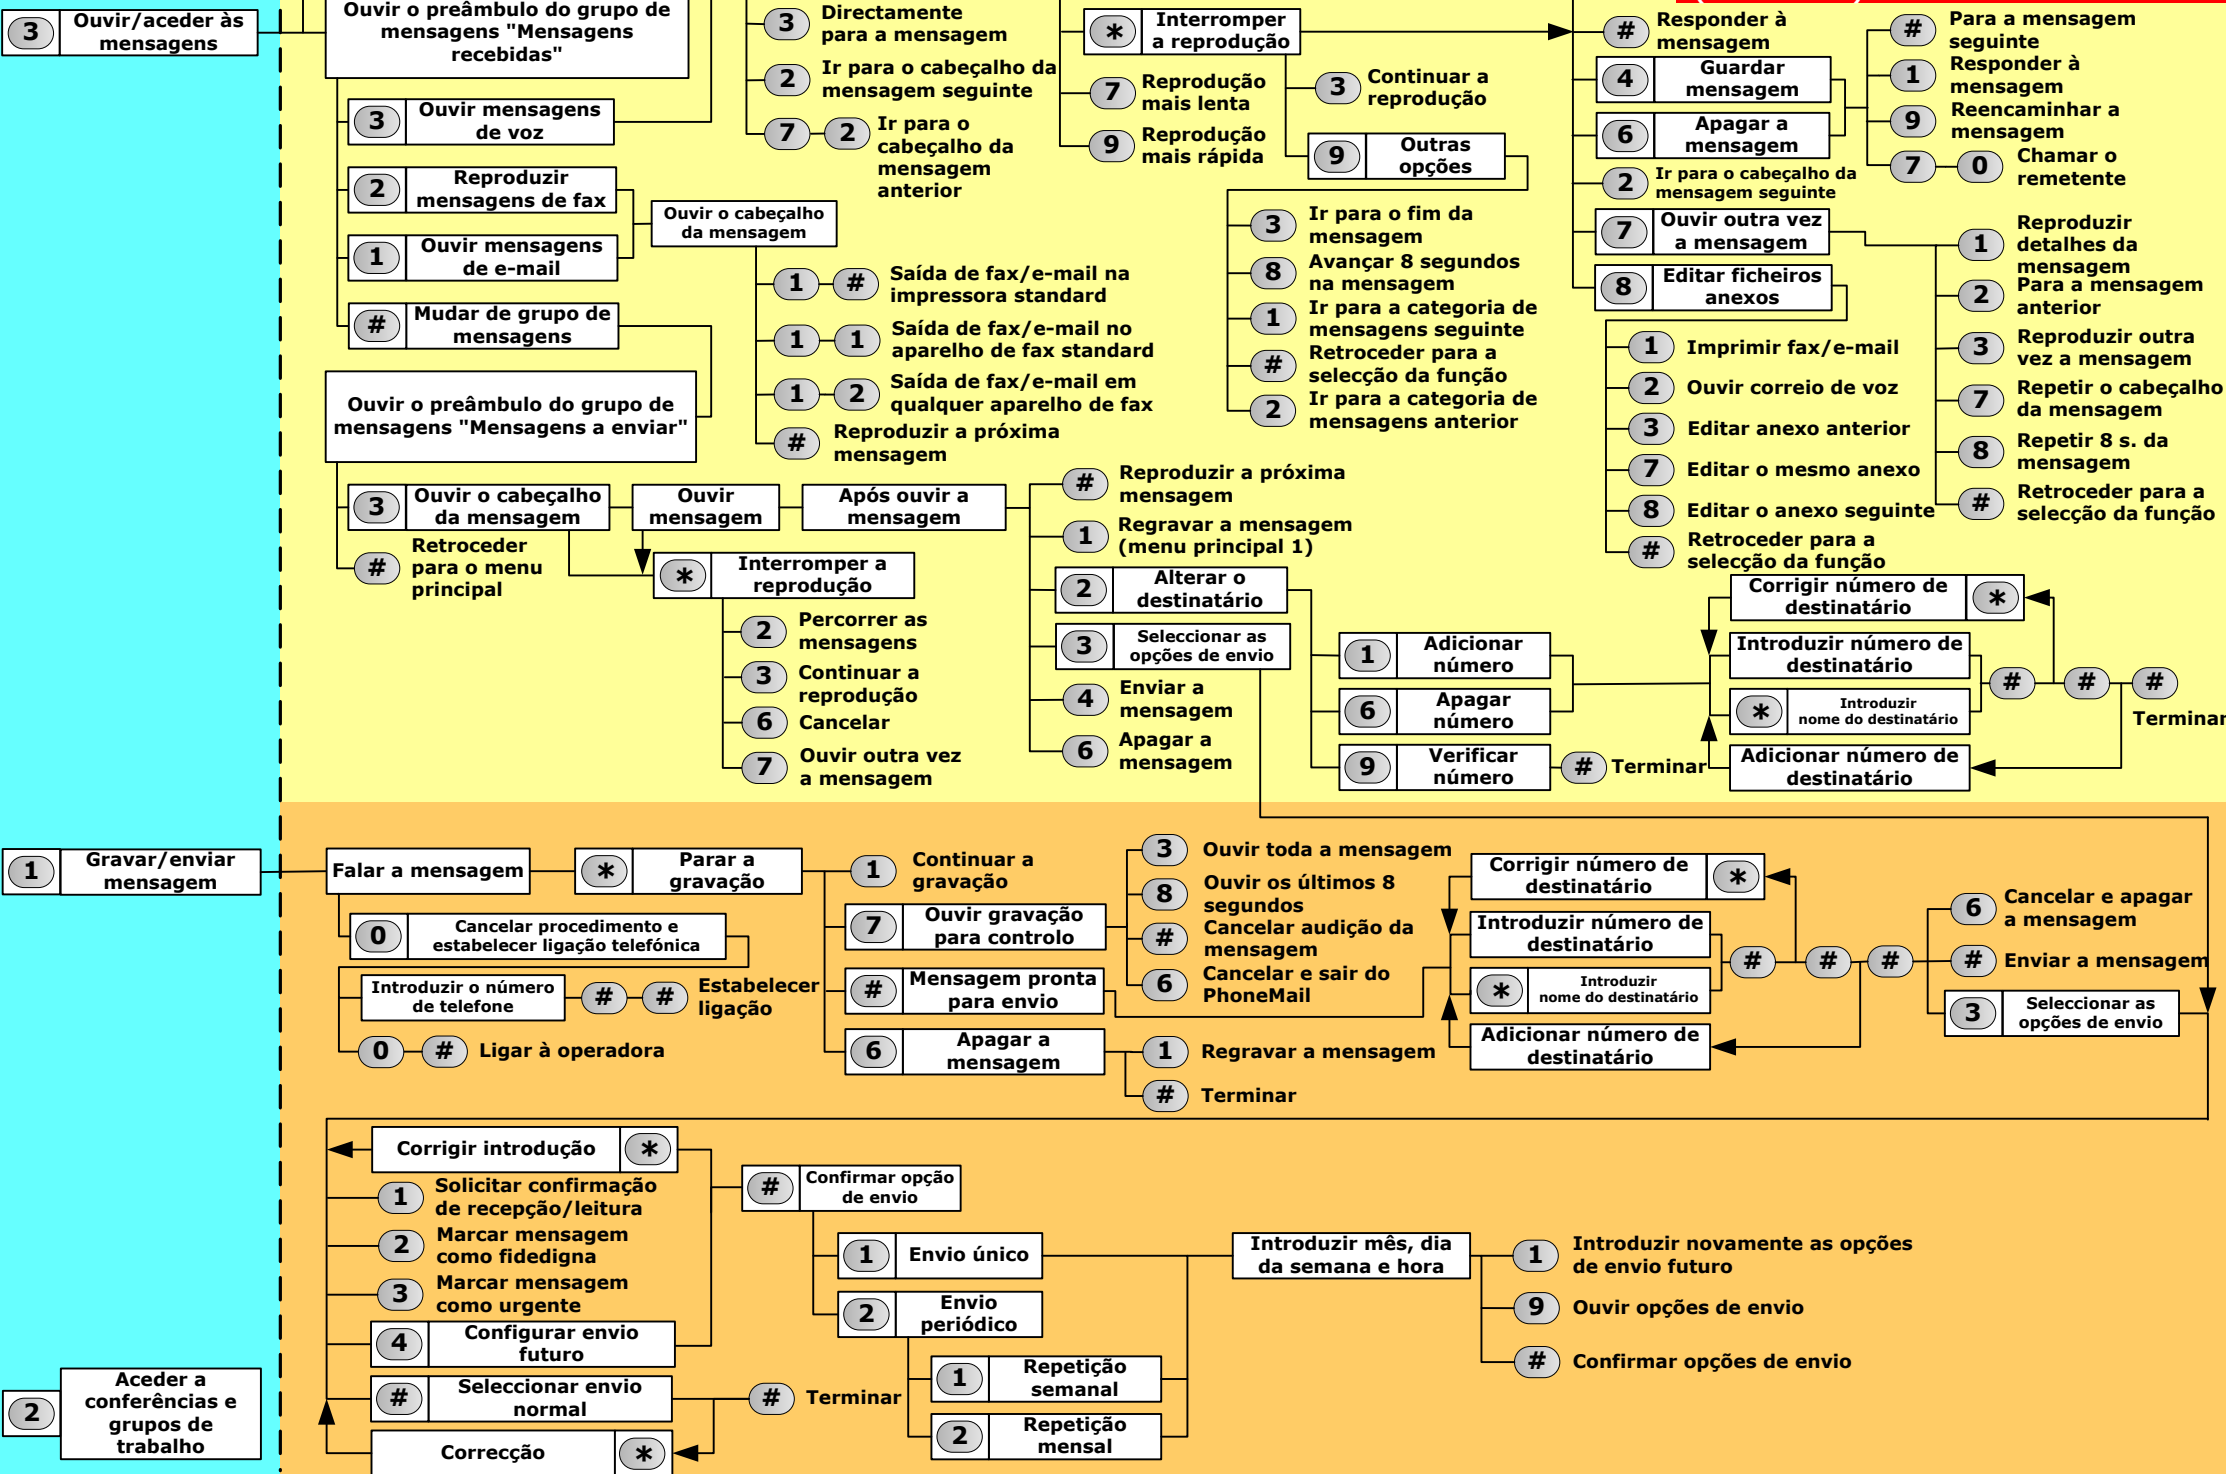 3 Ouvir/aceder às
mensagens
Ouvir o preâmbulo do grupo de
mensagens "Mensagens
recebidas"
3 Ouvir mensagens
de voz
2 Reproduzir
mensagens de fax
1 Ouvir mensagens
de e-mail
# Mudar de grupo de
mensagens
3 Directamente
para a mensagem
2 Ir para o cabeçalho da
mensagem seguinte
7 2 Ir para o
cabeçalho da
mensagem
anterior
Ouvir o cabeçalho
da mensagem
1 # Saída de fax/e-mail na
impressora standard
1 1 Saída de fax/e-mail no
aparelho de fax standard
1 2 Saída de fax/e-mail em
qualquer aparelho de fax
# Reproduzir a próxima
mensagem
* Interromper
a reprodução
7 Reprodução
mais lenta
9 Reprodução
mais rápida
3 Continuar a
reprodução
9 Outras
opções
3 Ir para o fim da
mensagem
8 Avançar 8 segundos
na mensagem
1 Ir para a categoria de
mensagens seguinte
# Retroceder para a
selecção da função
2 Ir para a categoria de
mensagens anterior
# Responder à
mensagem
4 Guardar
mensagem
6 Apagar a
mensagem
2 Ir para o cabeçalho da
mensagem seguinte
7 Ouvir outra vez
a mensagem
8 Editar ficheiros
anexos
# Para a mensagem
seguinte
1 Responder à
mensagem
9 Reencaminhar a
mensagem
7 0 Chamar o
remetente
1 Reproduzir
detalhes da
mensagem
2 Para a mensagem
anterior
3 Reproduzir outra
vez a mensagem
7 Repetir o cabeçalho
da mensagem
8 Repetir 8 s. da
mensagem
# Retroceder para a
selecção da função
1 Imprimir fax/e-mail
2 Ouvir correio de voz
3 Editar anexo anterior
7 Editar o mesmo anexo
8 Editar o anexo seguinte
# Retroceder para a
selecção da função
Ouvir o preâmbulo do grupo de
mensagens "Mensagens a enviar"
3 Ouvir o cabeçalho
da mensagem
# Retroceder
para o menu
principal
Ouvir
mensagem
Após ouvir a
mensagem
* Interromper a
reprodução
2 Percorrer as
mensagens
3 Continuar a
reprodução
6 Cancelar
7 Ouvir outra vez
a mensagem
# Reproduzir a próxima
mensagem
1 Regravar a mensagem
(menu principal 1)
2 Alterar o
destinatário
3 Seleccionar as
opções de envio
4 Enviar a
mensagem
6 Apagar a
mensagem
1 Adicionar
número
6 Apagar
número
9 Verificar
número
# Terminar
Corrigir número de
destinatário *
Introduzir número de
destinatário
* Introduzir
nome do destinatário
Adicionar número de
destinatário
# # #
Terminar
1 Gravar/enviar
mensagem
Falar a mensagem
* Parar a
gravação
0 Cancelar procedimento e
estabelecer ligação telefónica
Introduzir o número
de telefone
# # Estabelecer
ligação
0 # Ligar à operadora
1 Continuar a
gravação
7 Ouvir gravação
para controlo
# Mensagem pronta
para envio
6 Apagar a
mensagem
3 Ouvir toda a mensagem
8 Ouvir os últimos 8
segundos
# Cancelar audição da
mensagem
6 Cancelar e sair do
PhoneMail
1 Regravar a mensagem
# Terminar
Corrigir número de
destinatário *
Introduzir número de
destinatário
* Introduzir
nome do destinatário
Adicionar número de
destinatário
# # #
6 Cancelar e apagar
a mensagem
# Enviar a mensagem
3 Seleccionar as
opções de envio
Corrigir introdução *
1 Solicitar confirmação
de recepção/leitura
2 Marcar mensagem
como fidedigna
3 Marcar mensagem
como urgente
4 Configurar envio
futuro
# Seleccionar envio
normal
Correcção *
# Terminar
# Confirmar opção
de envio
1 Envio único
2 Envio
periódico
1 Repetição
semanal
2 Repetição
mensal
Introduzir mês, dia
da semana e hora
1 Introduzir novamente as opções
de envio futuro
9 Ouvir opções de envio
# Confirmar opções de envio
2 Aceder a
conferências e
grupos de
trabalho